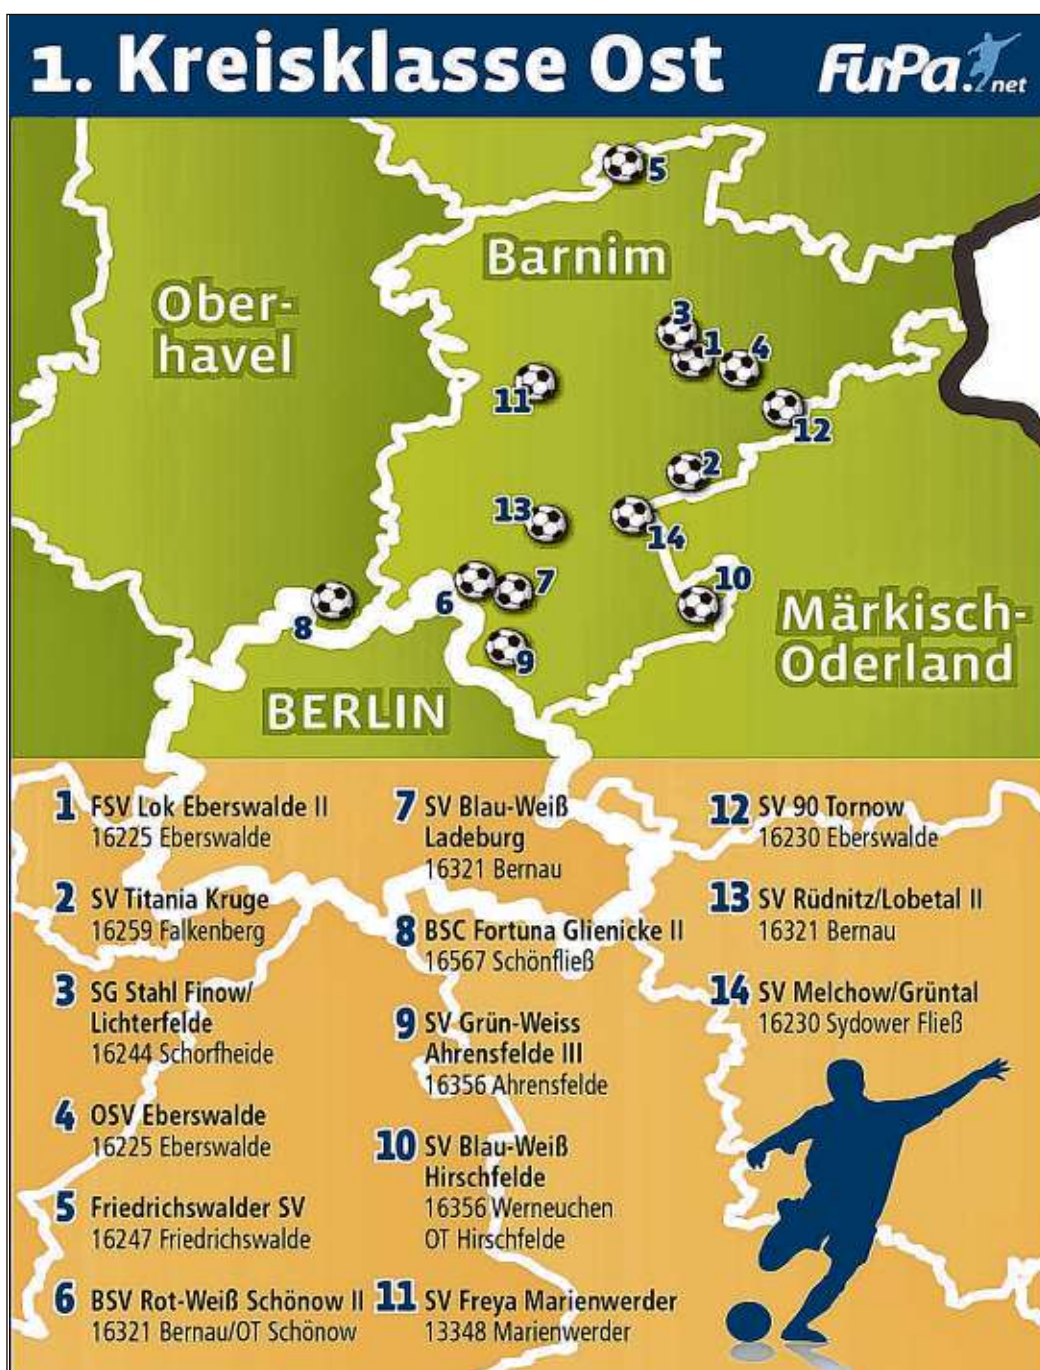 1. Kreisklasse Ost
FuPa.net
5
Barnim
Ober-
havel
3
1
4
11
12
2
13
14
6
7
10
8
9
Märkisch-
Oderland
BERLIN
1 FSV Lok Eberswalde II
16225 Eberswalde
2 SV Titania Kruge
16259 Falkenberg
3 SG Stahl Finow/
Lichterfelde
16244 Schorfheide
4 OSV Eberswalde
16225 Eberswalde
5 Friedrichswalder SV
16247 Friedrichswalde
6 BSV Rot-Weiß Schönow II
16321 Bernau/OT Schönow
7 SV Blau-Weiß
Ladeburg
16321 Bernau
8 BSC Fortuna Glienicke II
16567 Schönfließ
9 SV Grün-Weiss
Ahrensfelde III
16356 Ahrensfelde
10 SV Blau-Weiß
Hirschfelde
16356 Werneuchen
OT Hirschfelde
11 SV Freya Marienwerder
13348 Marienwerder
12 SV 90 Tornow
16230 Eberswalde
13 SV Rüdnitz/Lobetal II
16321 Bernau
14 SV Melchow/Grüntal
16230 Sydower Fließ